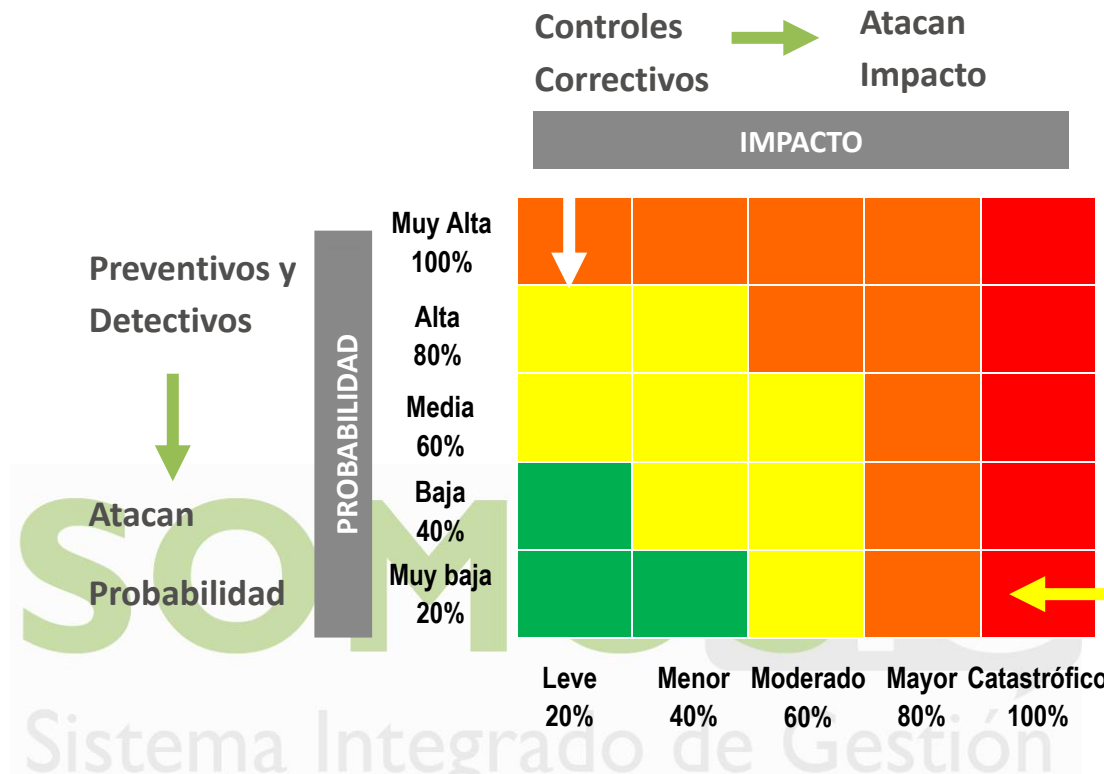 Controles
Correctivos
Atacan
Impacto
IMPACTO
Preventivos y
Detectivos
Atacan
Probabilidad
PROBABILIDAD
Muy Alta
100%
Alta
80%
Media
60%
Baja
40%
Muy baja
20%
Leve
20%
Menor
40%
Moderado
60%
Mayor
80%
Catastrófico
100%
SOM
Sistema Integrado de Gestión